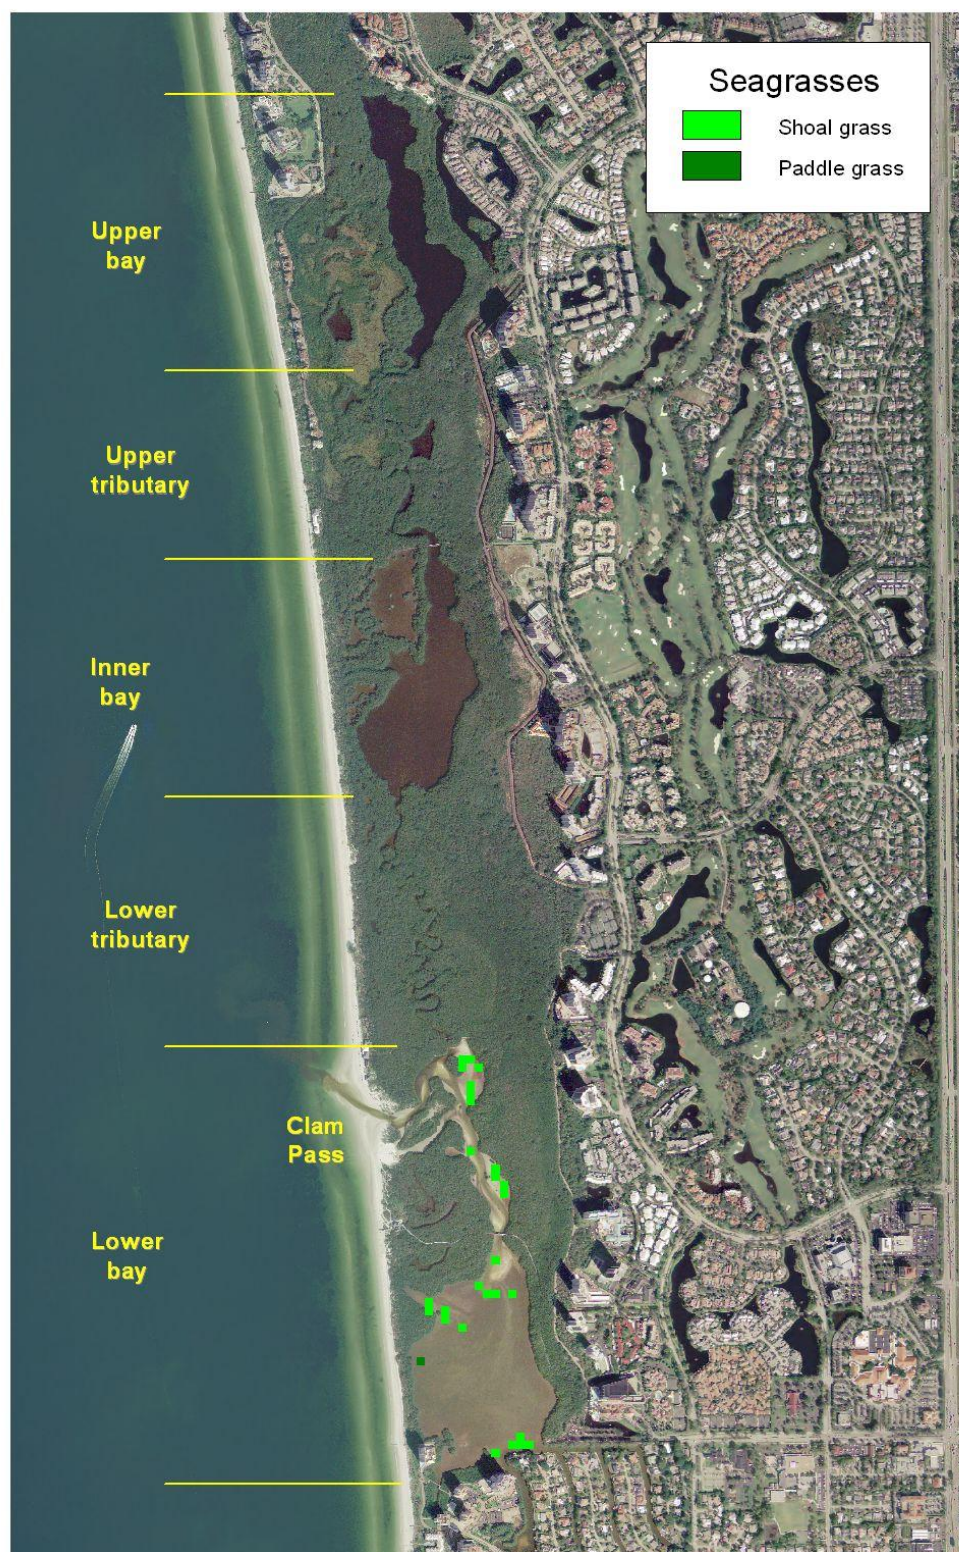 Seagrasses
Shoal grass
Paddle grass
Upper
bay
Upper
tributary
Inner
bay
Lower
tributary
Clam
Pass
Lower
bay